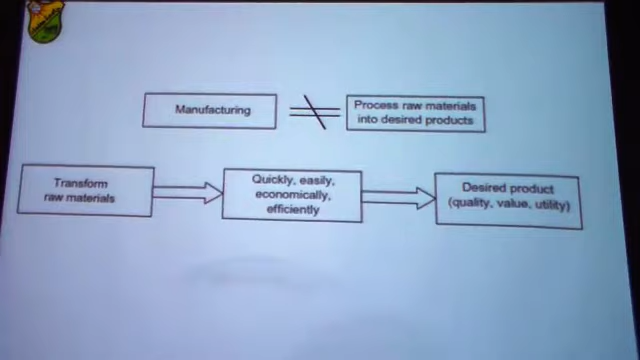 Manufacturing
Process raw materials
into desired products
Transform
raw materials
Quickly, easily,
economically,
efficiently
Desired product
(quality, value, utility)